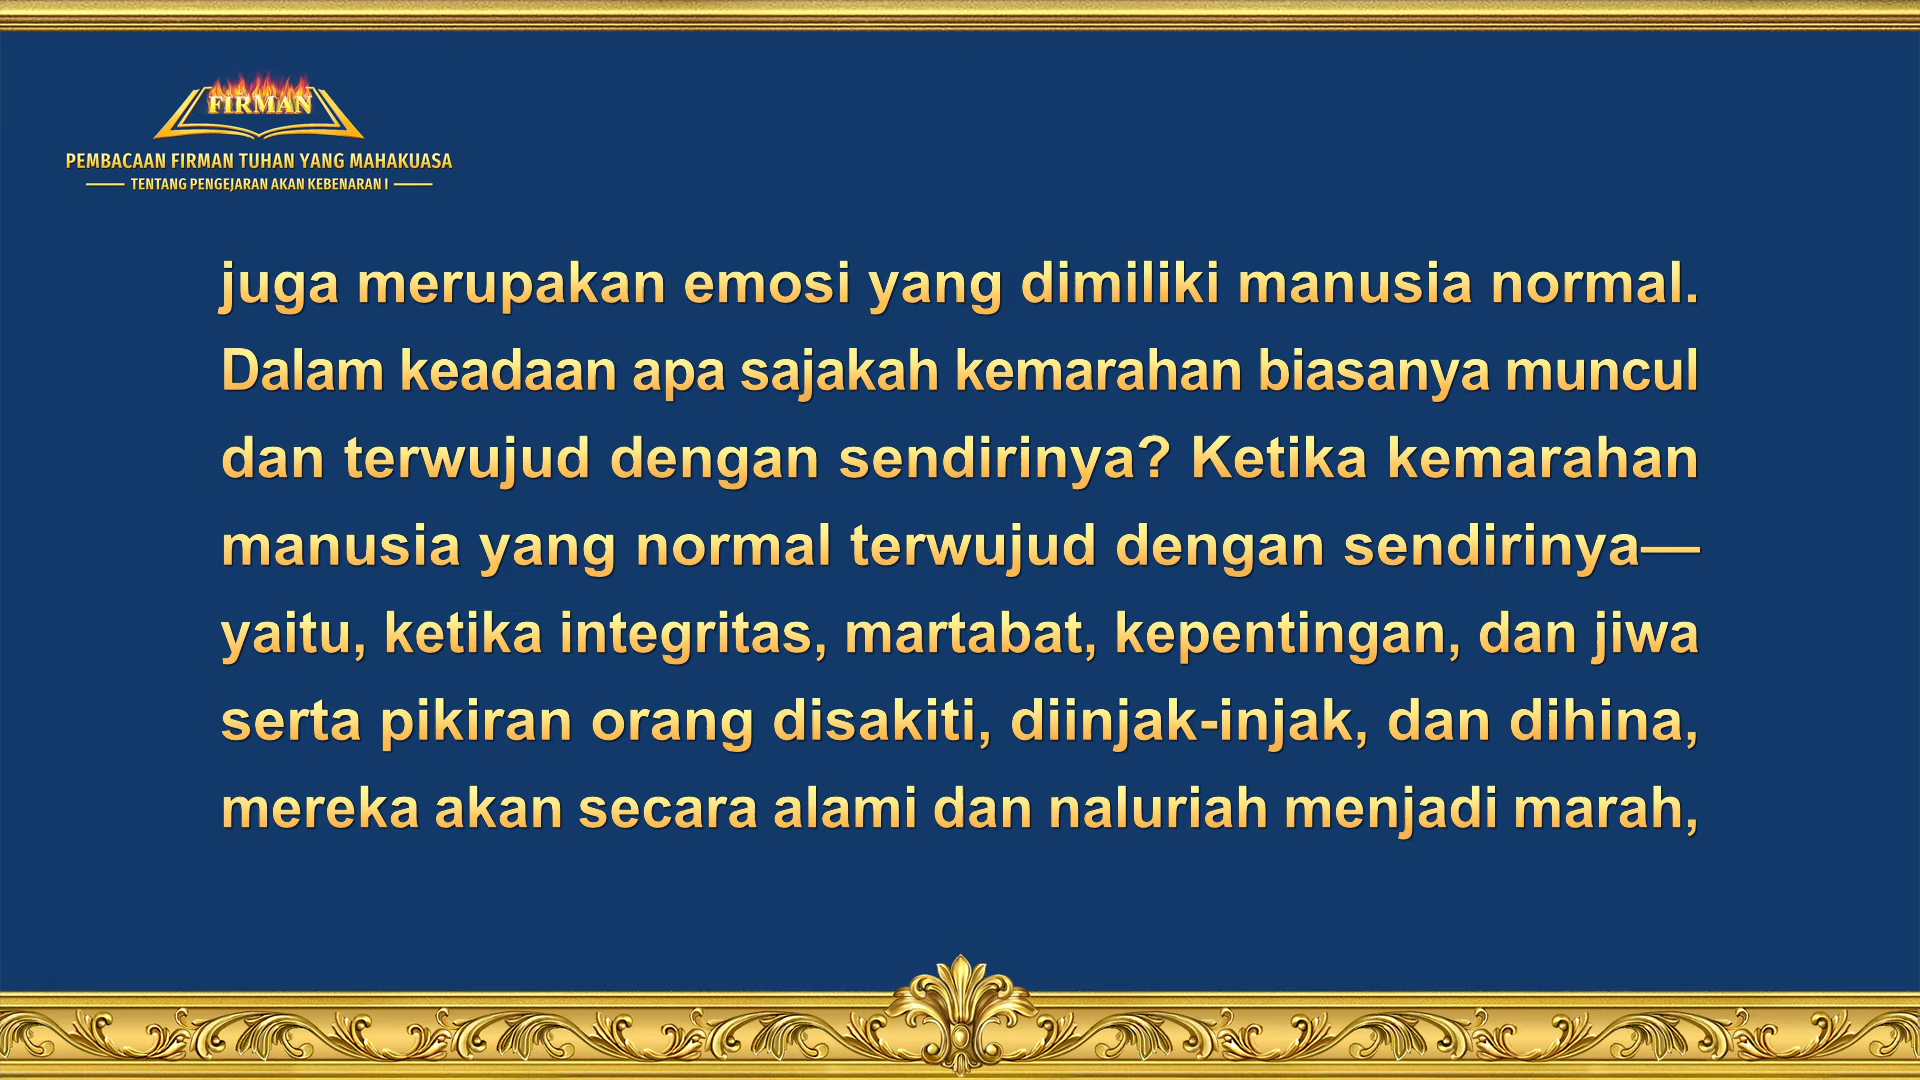 FIRMAN
PEMBACAAN FIRMAN TUHAN YANG MAHAKUASA
TENTANG PENGEJARAN AKAN KEBENARAN I
juga merupakan emosi yang dimiliki manusia normal.
Dalam keadaan apa sajakah kemarahan biasanya muncul
dan terwujud dengan sendirinya? Ketika kemarahan
manusia yang normal terwujud dengan sendirinya—
yaitu, ketika integritas, martabat, kepentingan, dan jiwa
serta pikiran orang disakiti, diinjak-injak, dan dihina,
mereka akan secara alami dan naluriah menjadi marah,